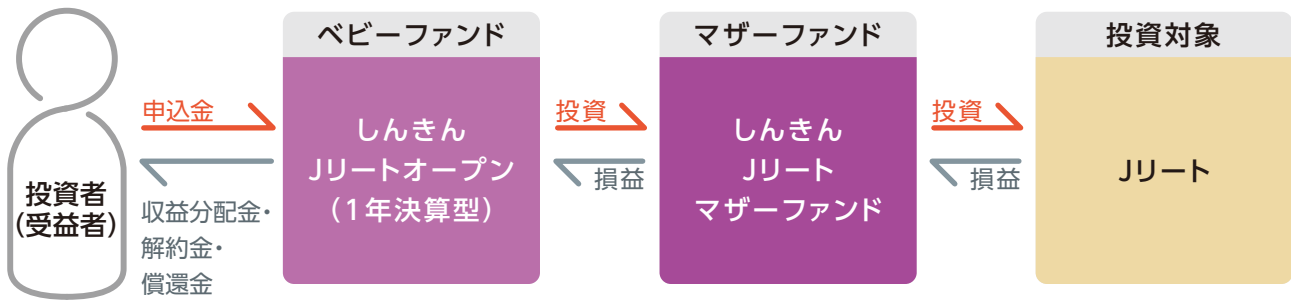 投資者
(受益者)
申込金
収益分配金・
解約金・
償還金
ベビーファンド
しんきん
Jリートオープン
(1年決算型)
投資
損益
マザーファンド
しんきん
Jリート
マザーファンド
投資
損益
投資対象
Jリート